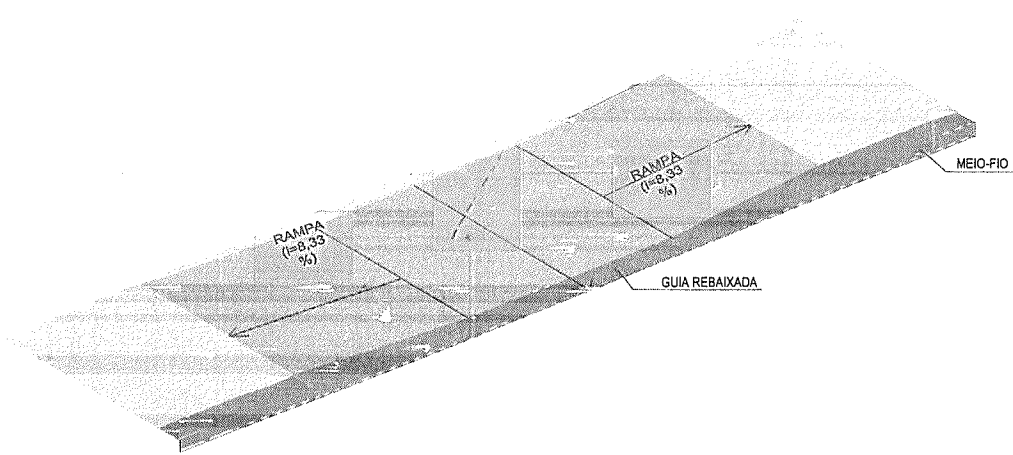 RAMPA
(I=8,33
%)
MEIO-FIO
RAMPA
(I=8,33
%)
GUIA REBAIXADA